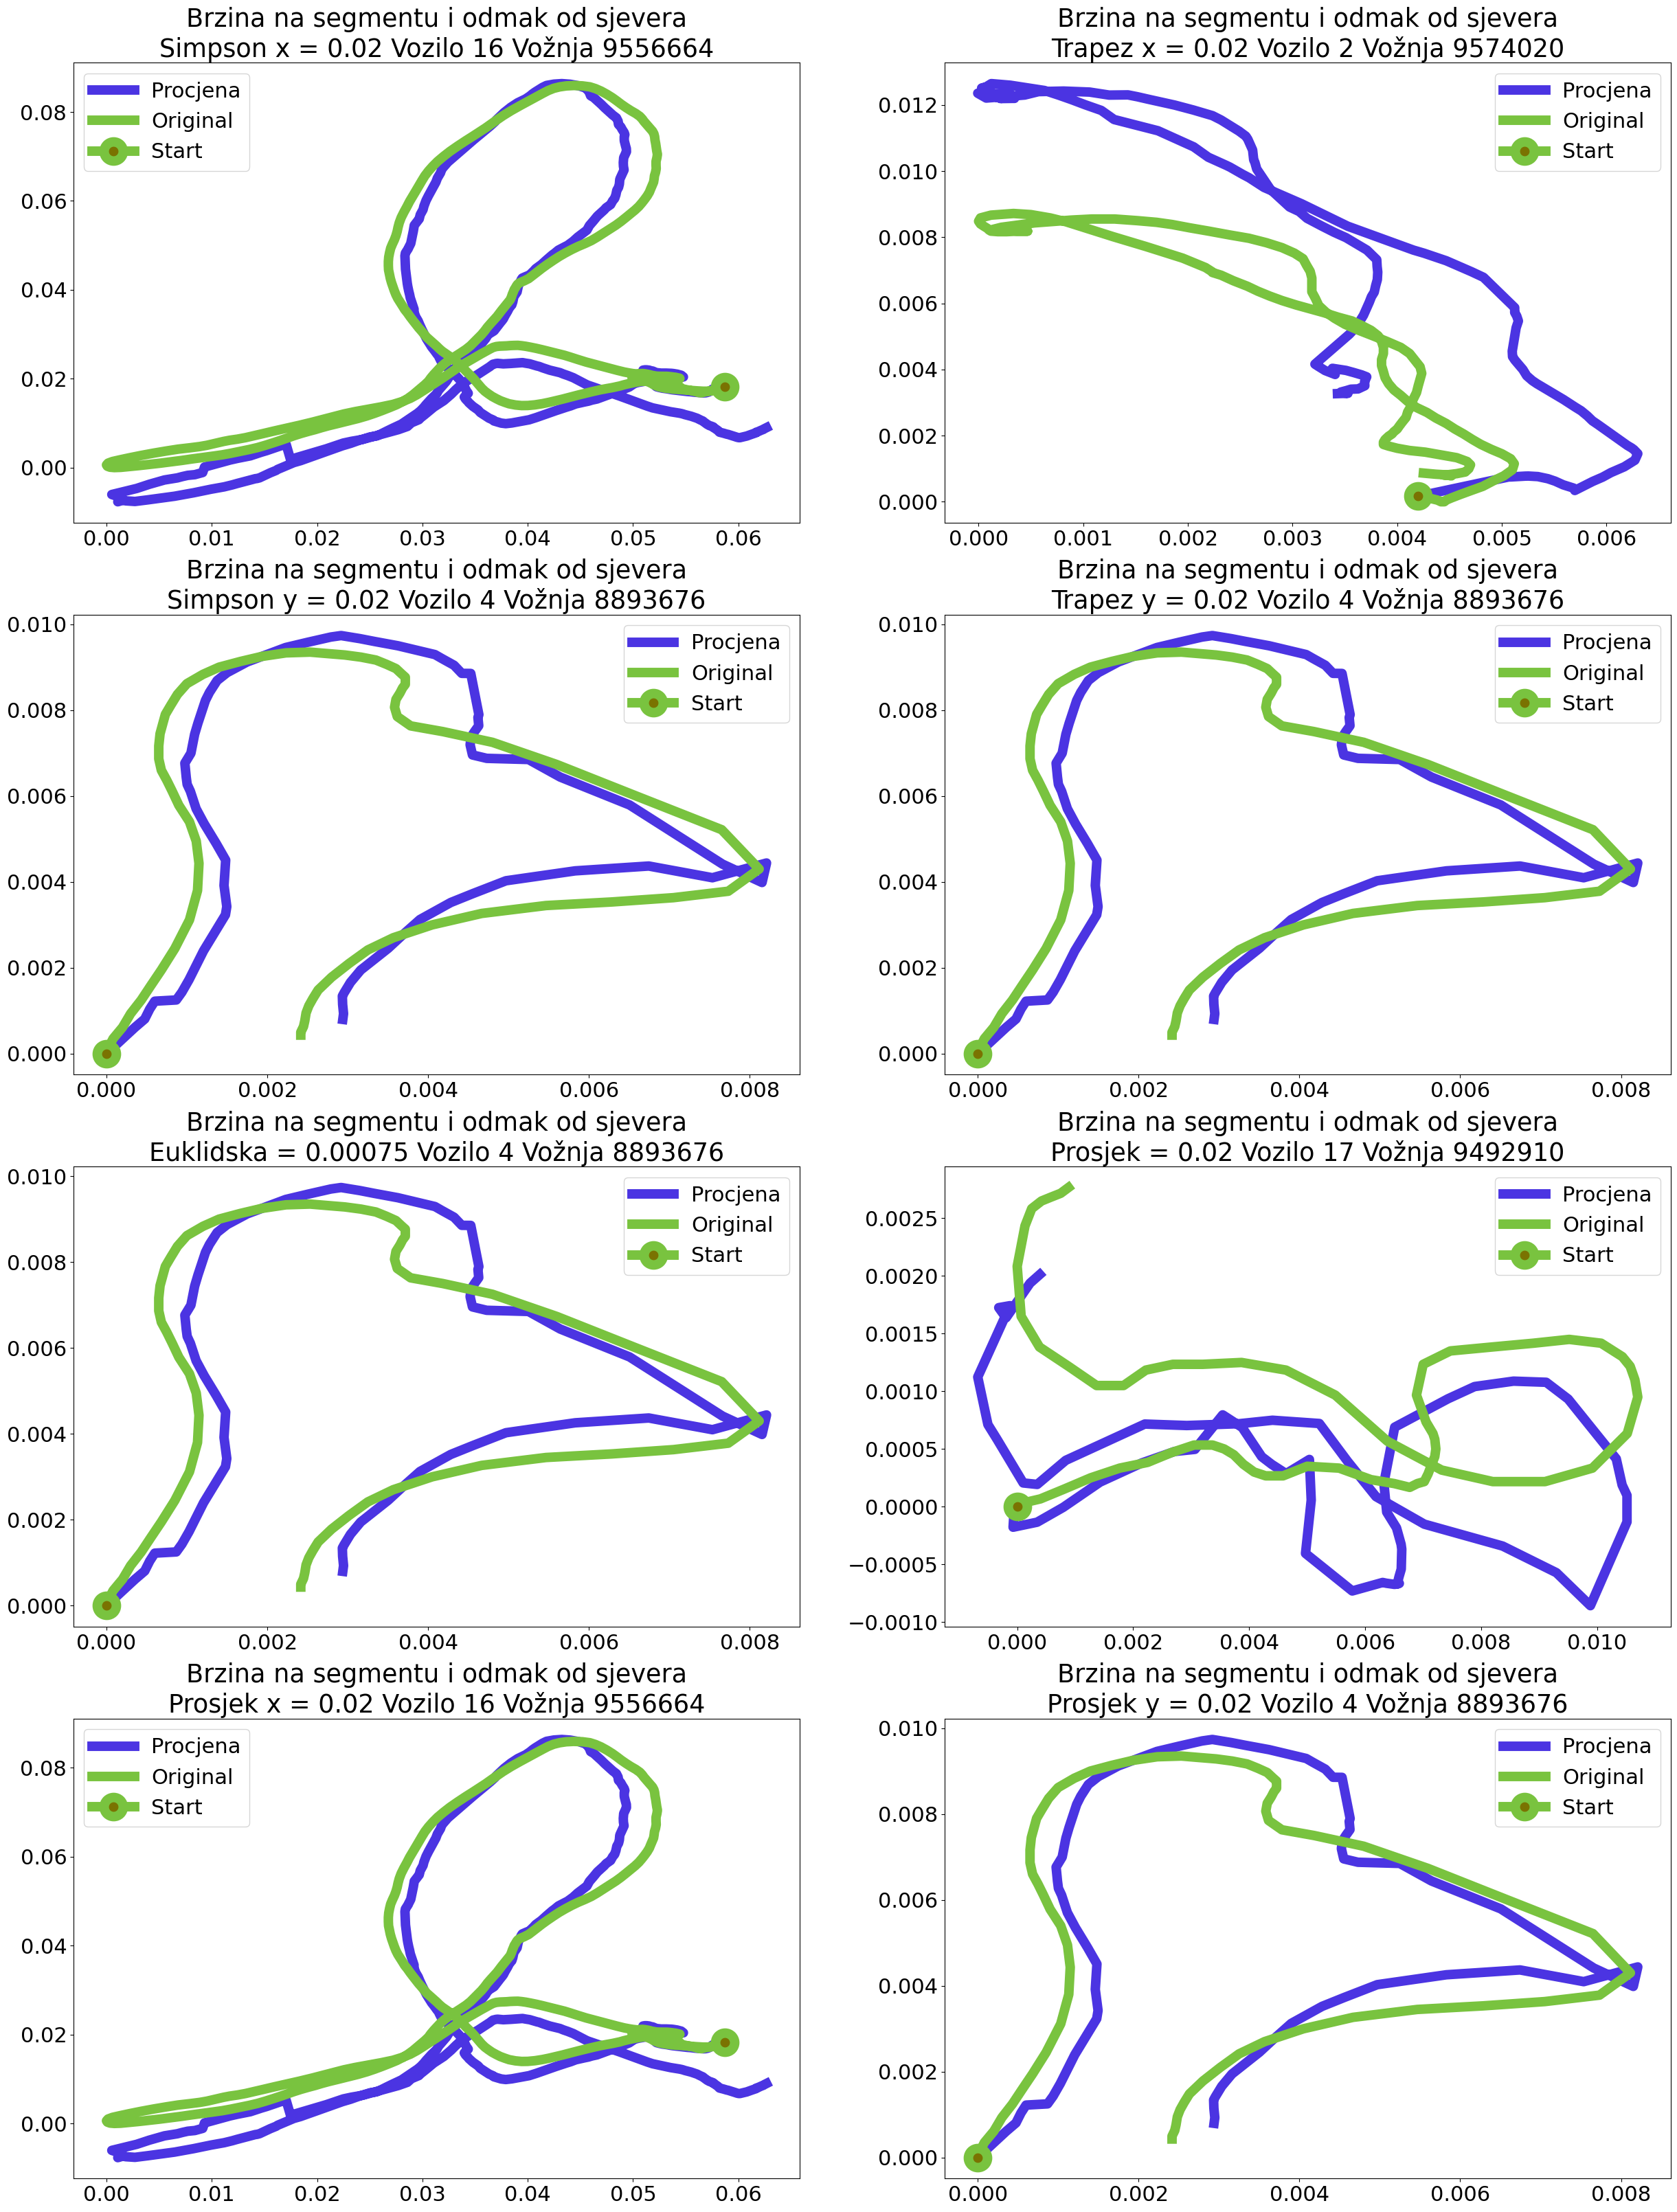 Brzina na segmentu i odmak od sjevera
Simpson x = 0.02 Vozilo 16 Vožnja 9556664
Procjena
Original
Start
0.08
0.06
0.04
0.02
0.00
0.00 0.01 0.02 0.03 0.04 0.05 0.06
Brzina na segmentu i odmak od sjevera
Trapez x = 0.02 Vozilo 2 Vožnja 9574020
Procjena
Original
Start
0.012
0.010
0.008
0.006
0.004
0.002
0.000
0.000 0.001 0.002 0.003 0.004 0.005 0.006
Brzina na segmentu i odmak od sjevera
Simpson y = 0.02 Vozilo 4 Vožnja 8893676
Procjena
Original
Start
0.010
0.008
0.006
0.004
0.002
0.000
0.000 0.002 0.004 0.006 0.008
Brzina na segmentu i odmak od sjevera
Trapez y = 0.02 Vozilo 4 Vožnja 8893676
Procjena
Original
Start
0.010
0.008
0.006
0.004
0.002
0.000
0.000 0.002 0.004 0.006 0.008
Brzina na segmentu i odmak od sjevera
Euklidska = 0.00075 Vozilo 4 Vožnja 8893676
Procjena
Original
Start
0.010
0.008
0.006
0.004
0.002
0.000
0.000 0.002 0.004 0.006 0.008
Brzina na segmentu i odmak od sjevera
Prosjek = 0.02 Vozilo 17 Vožnja 9492910
Procjena
Original
Start
0.0025
0.0020
0.0015
0.0010
0.0005
0.0000
−0.0005
−0.0010
0.000 0.002 0.004 0.006 0.008 0.010
Brzina na segmentu i odmak od sjevera
Prosjek x = 0.02 Vozilo 16 Vožnja 9556664
Procjena
Original
Start
0.08
0.06
0.04
0.02
0.00
0.00 0.01 0.02 0.03 0.04 0.05 0.06
Brzina na segmentu i odmak od sjevera
Prosjek y = 0.02 Vozilo 4 Vožnja 8893676
Procjena
Original
Start
0.010
0.008
0.006
0.004
0.002
0.000
0.000 0.002 0.004 0.006 0.008